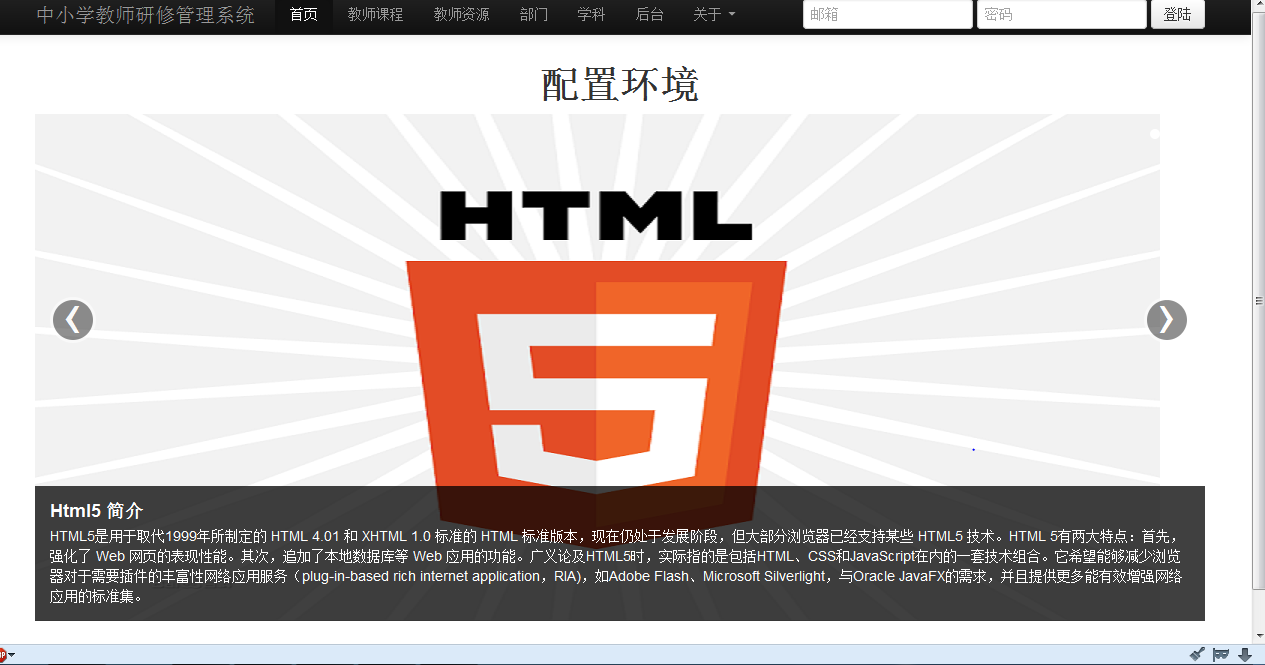 中小学教师研修管理系统 首页 教师课程 教师资源 部门 学科 后台 关于 邮箱 密码 登陆
配置环境
HTML
5
Html5 简介
HTML5是用于取代1999年所制定的 HTML 4.01 和 XHTML 1.0 标准的 HTML 标准版本，现在仍处于发展阶段，但大部分浏览器已经支持某些 HTML5 技术。HTML 5有两大特点：首先，
强化了 Web 网页的表现性能。其次，追加了本地数据库等 Web 应用的功能。广义论及HTML5时，实际指的是包括HTML、CSS和JavaScript在内的一套技术组合。它希望能够减少浏览
器对于需要插件的丰富性网络应用服务（plug-in-based rich internet application，RIA)，如Adobe Flash、Microsoft Silverlight，与Oracle JavaFX的需求，并且提供更多能有效增强网络
应用的标准集。